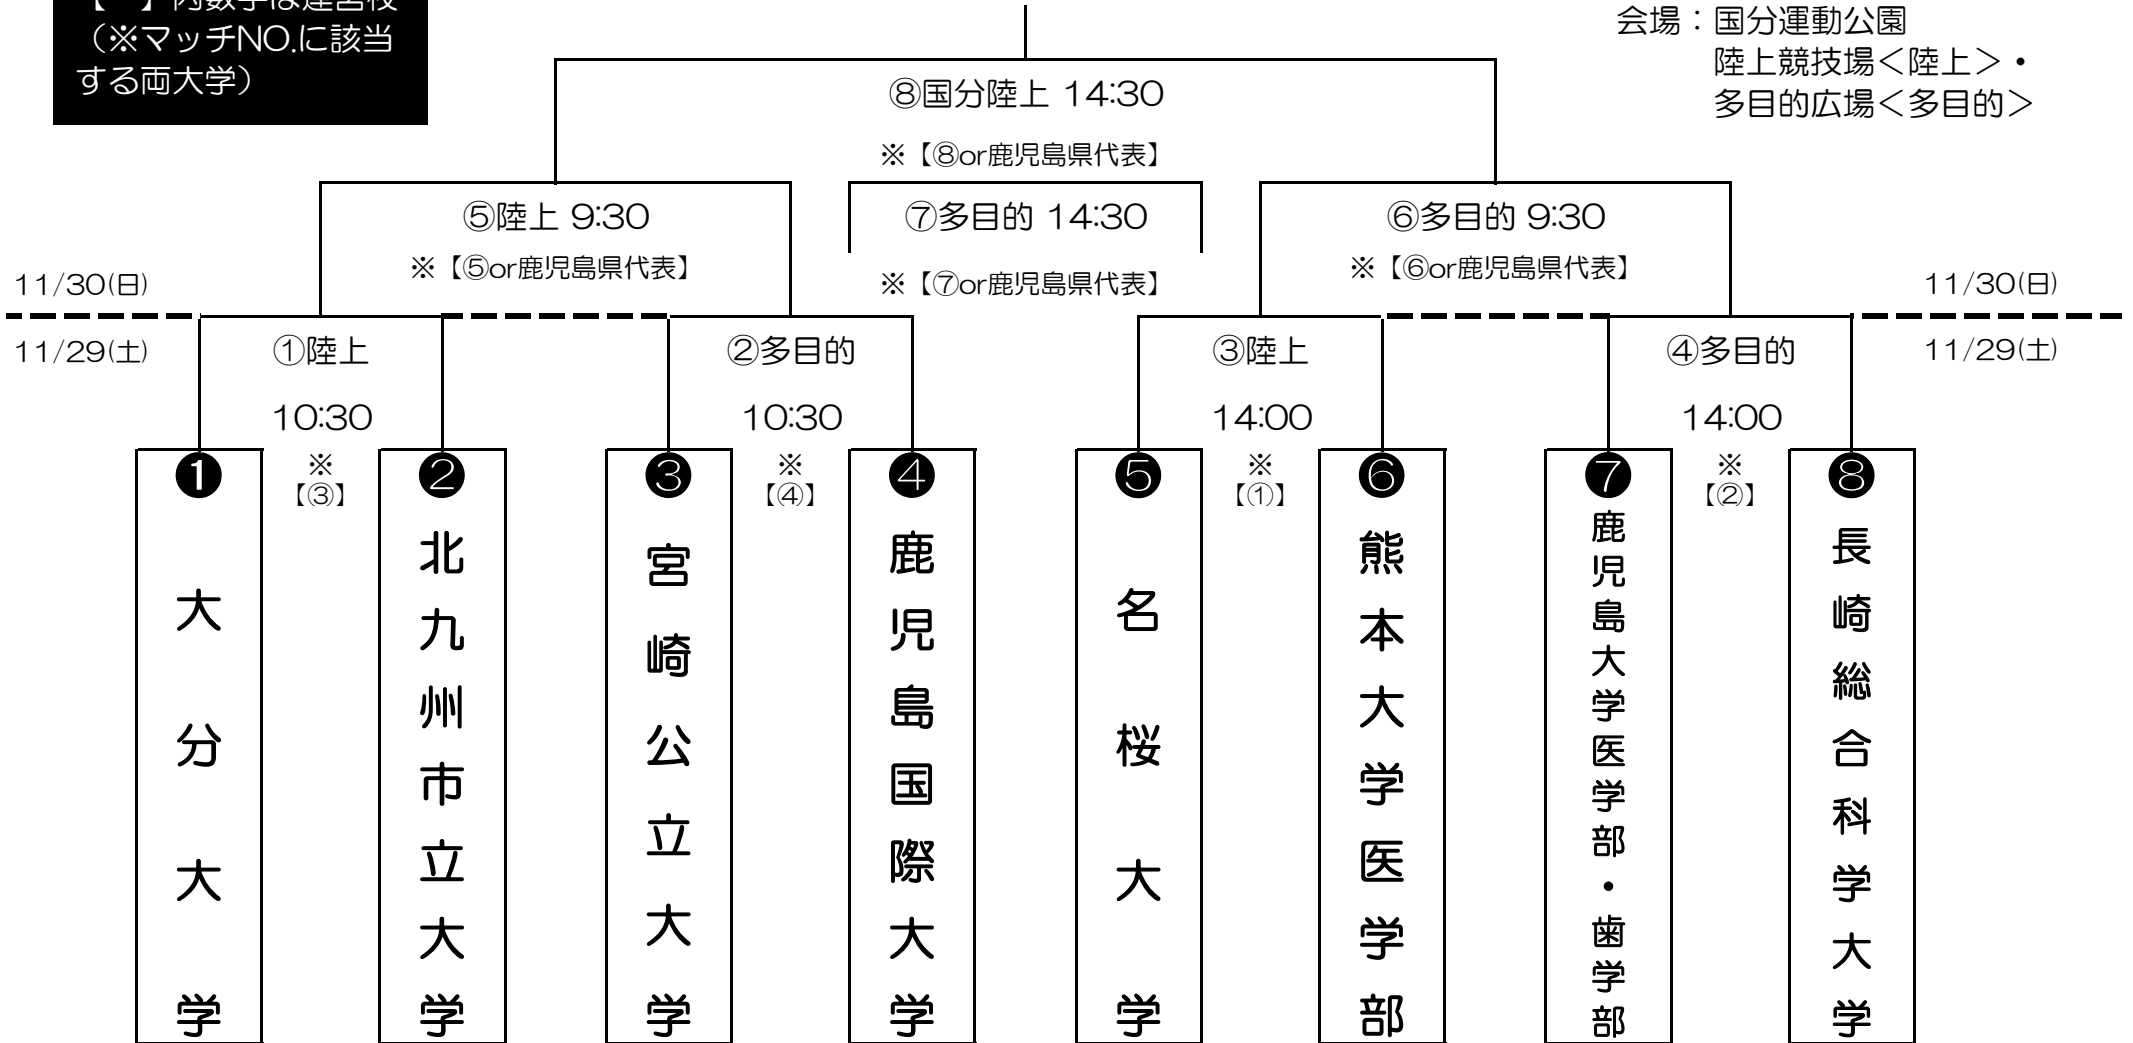 【　】内数字は運営校
（※マッチNO.に該当
する両大学）
会場：国分運動公園
陸上競技場＜陸上＞・
多目的広場＜多目的＞
⑧国分陸上 14:30
※【⑧or鹿児島県代表】
⑤陸上 9:30
※【⑤or鹿児島県代表】
⑦多目的 14:30
※【⑦or鹿児島県代表】
⑥多目的 9:30
※【⑥or鹿児島県代表】
11/30(日)
11/30(日)
11/29(土)
①陸上
②多目的
③陸上
④多目的
11/29(土)
10:30
10:30
14:00
14:00
※
【③】
※
【④】
※
【①】
※
【②】
❶大分大学
❷北九州市立大学
❸宮崎公立大学
❹鹿児島国際大学
❺名桜大学
❻熊本大学医学部
❼鹿児島大学医学部・歯学部
❽長崎総合科学大学